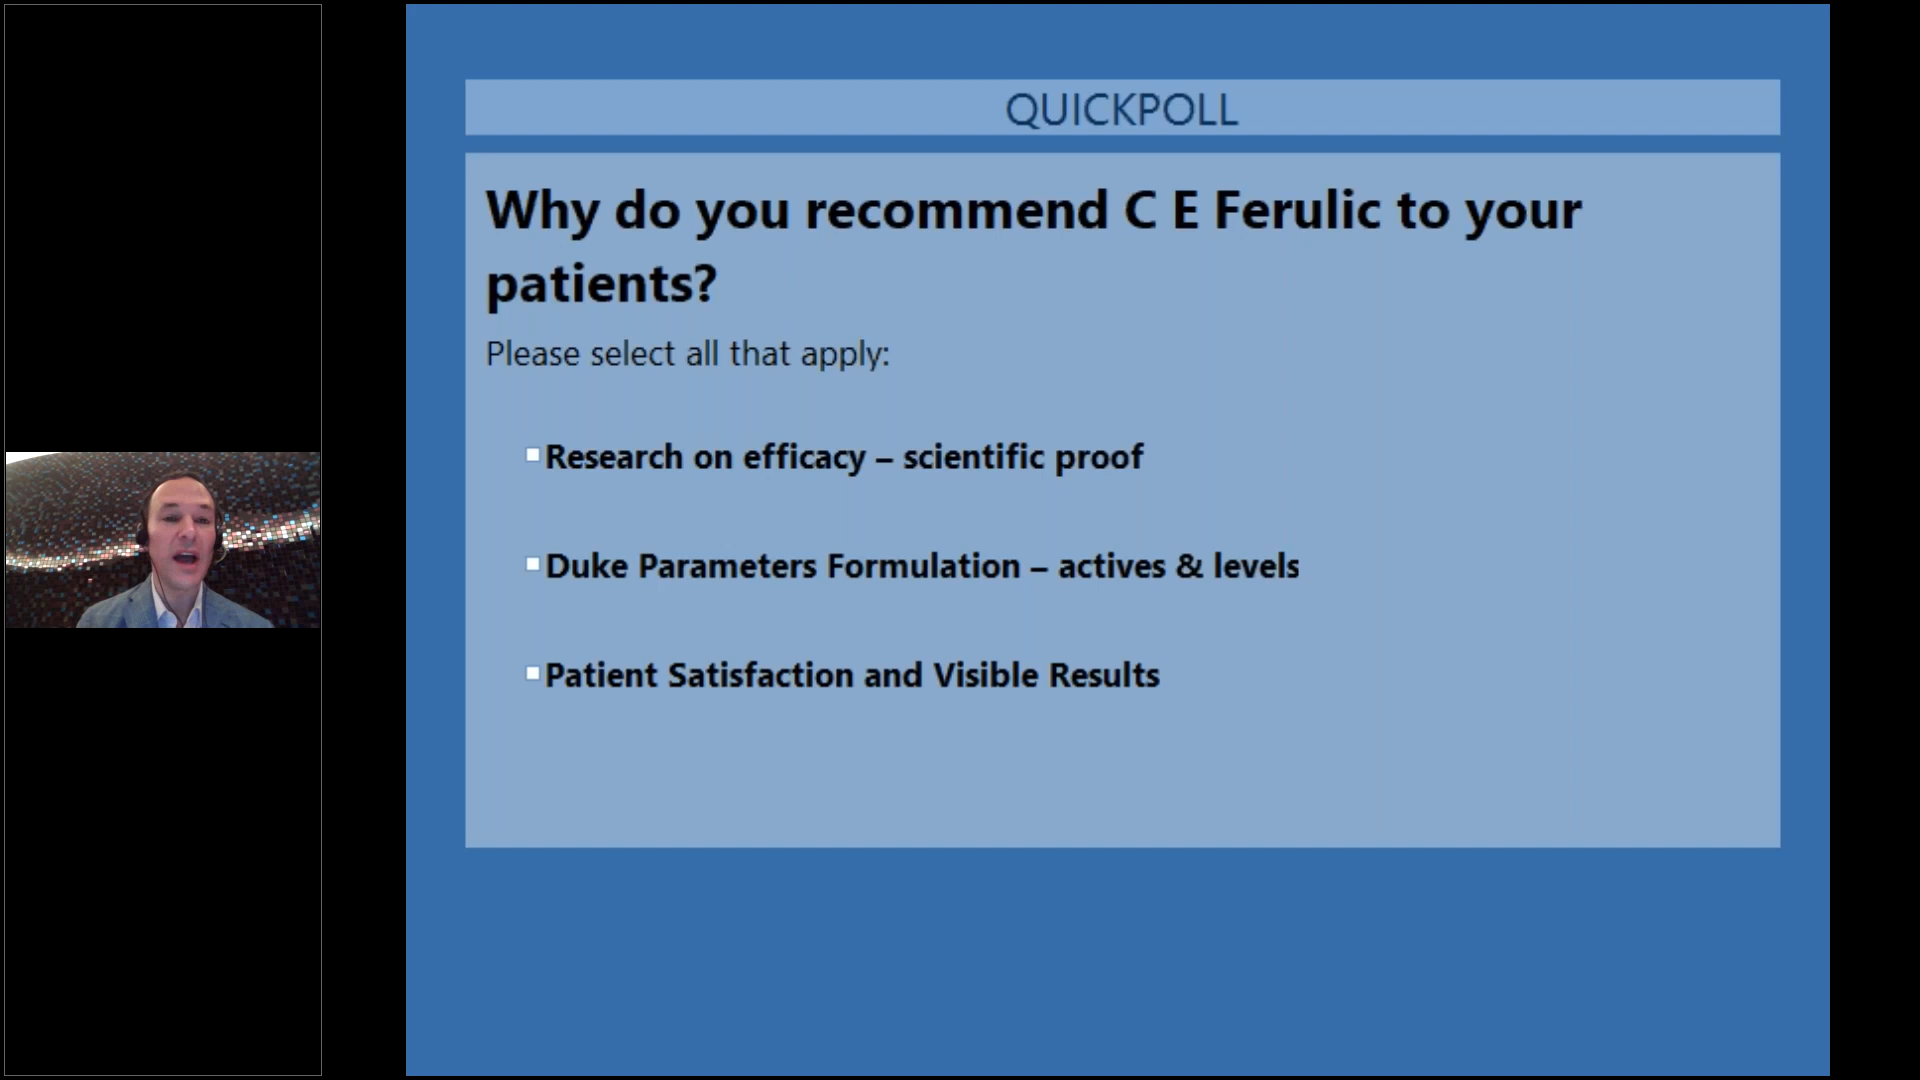 QUICKPOLL
Why do you recommend C E Ferulic to your
patients?
Please select all that apply:
Research on efficacy – scientific proof
Duke Parameters Formulation – actives & levels
Patient Satisfaction and Visible Results